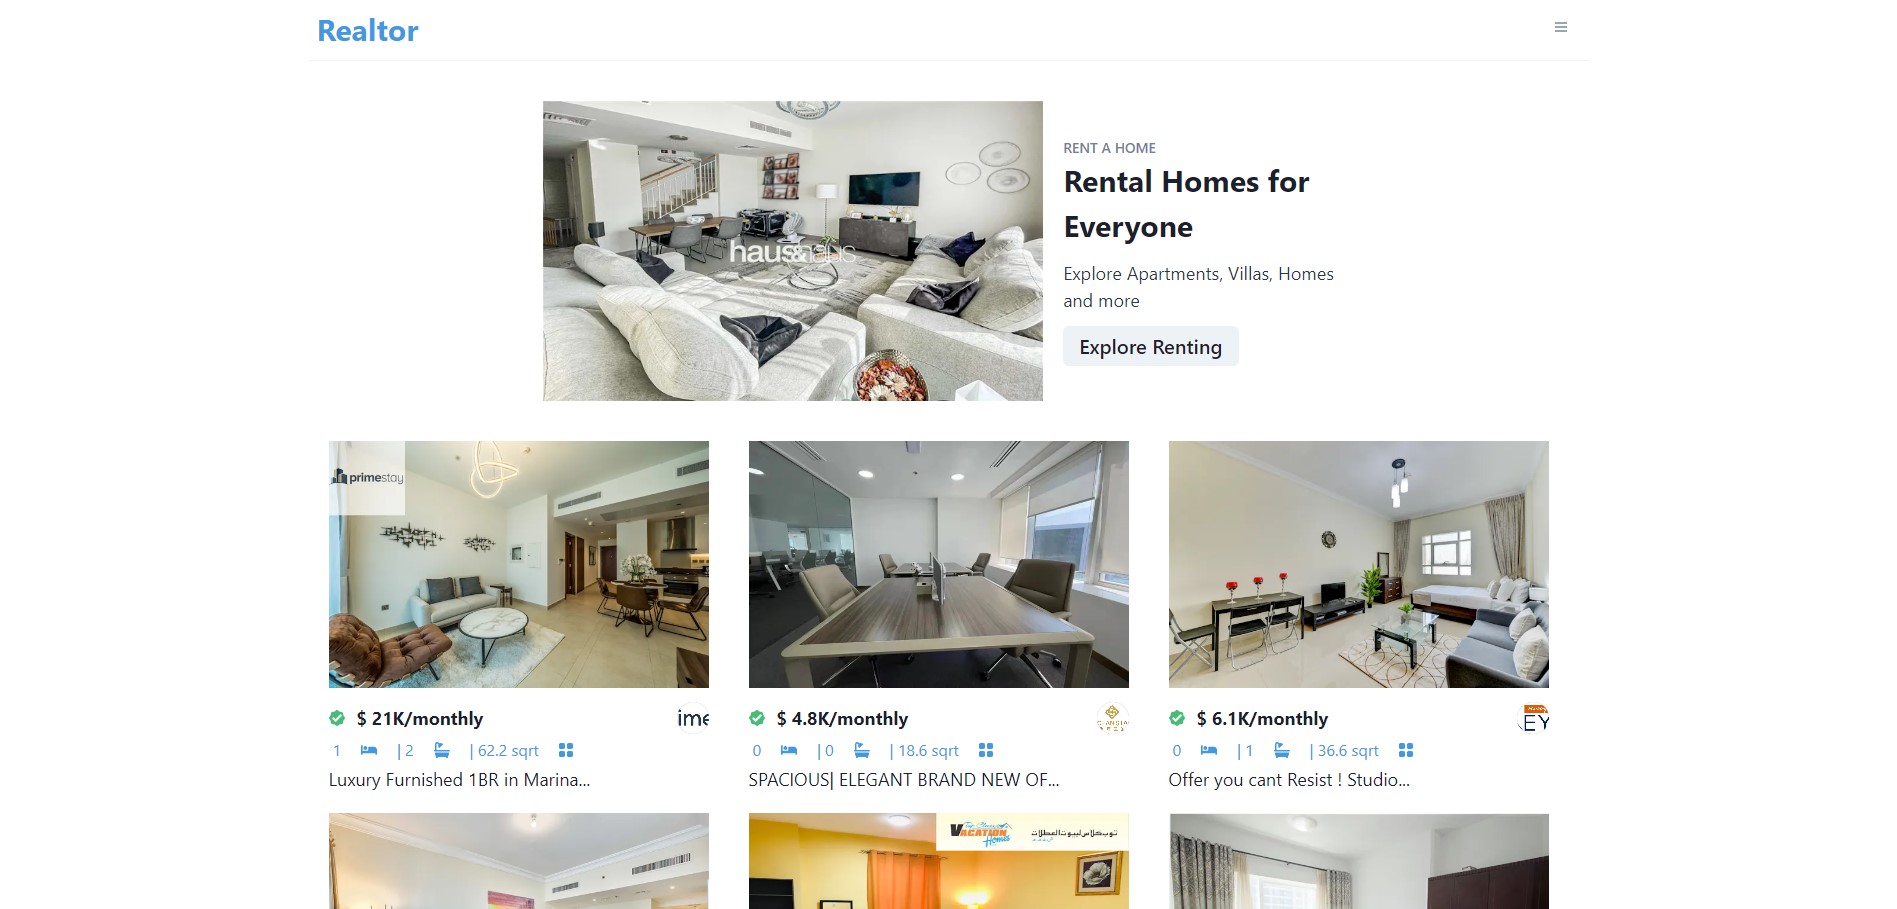 Realtor
haus&haus
RENT A HOME
Rental Homes for
Everyone
Explore Apartments, Villas, Homes
and more
Explore Renting
primestay
$ 21K/monthly
ime
1 | 2 | 62.2 sqrt
Luxury Furnished 1BR in Marina...
$ 4.8K/monthly
0 | 0 | 18.6 sqrt
SPACIOUS| ELEGANT BRAND NEW OF...
$ 6.1K/monthly
EY
0 | 1 | 36.6 sqrt
Offer you cant Resist ! Studio...
Top Class
VACATION
Homes
توب كلاس لبيوت العطلات